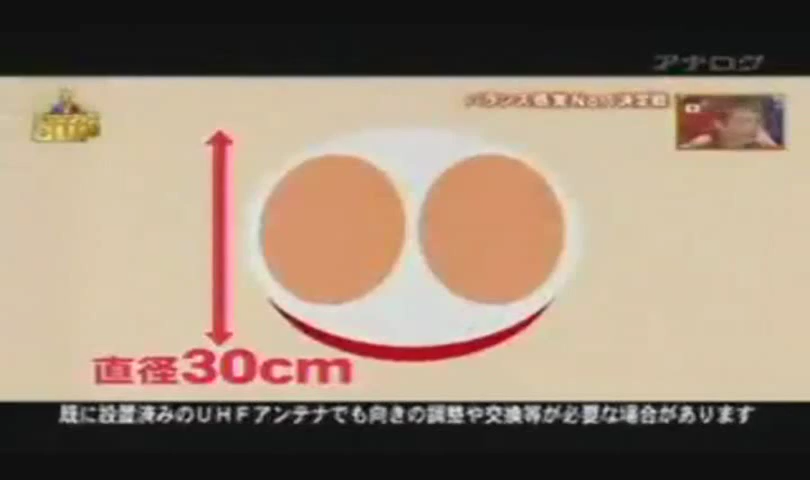 アナログ
バランス感覚No.1決定戦
直径30cm
既に設置済みのUHFアンテナでも向きの調整や交換等が必要な場合があります